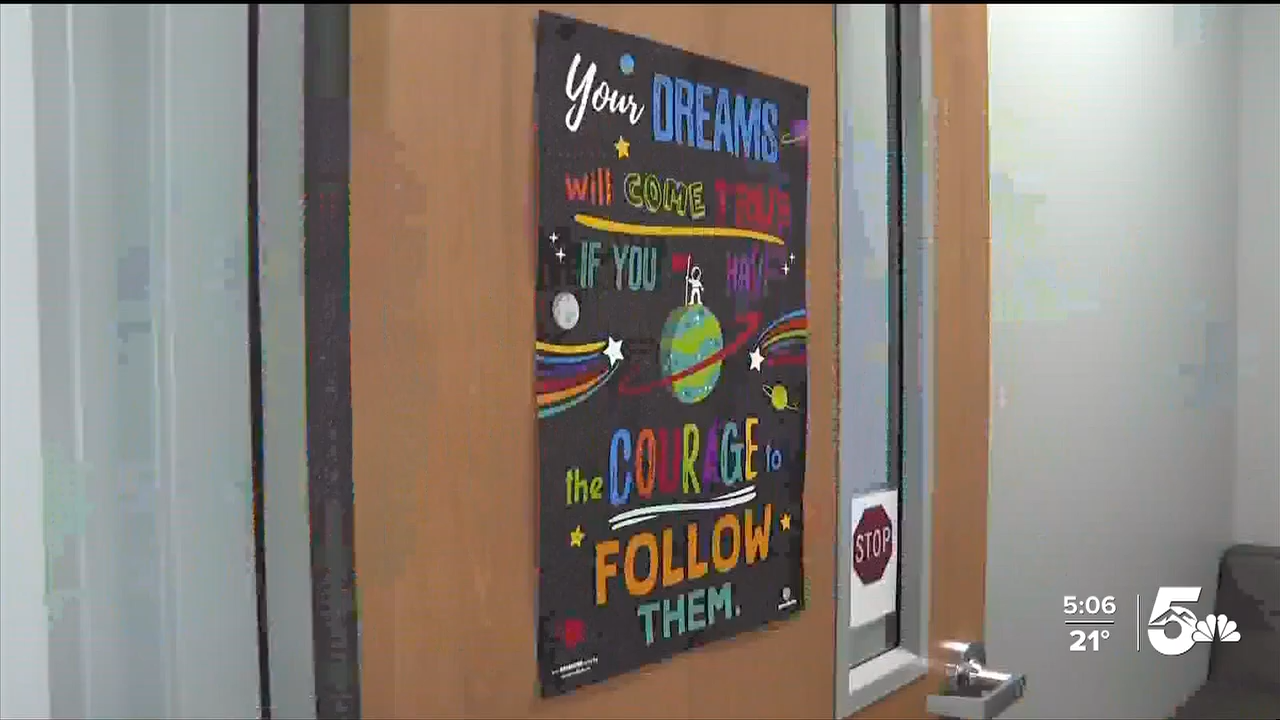 Your DREAMS
will COME TRUE
IF YOU HAVE
the COURAGE to
FOLLOW
THEM.
STOP
5:06
21°
5